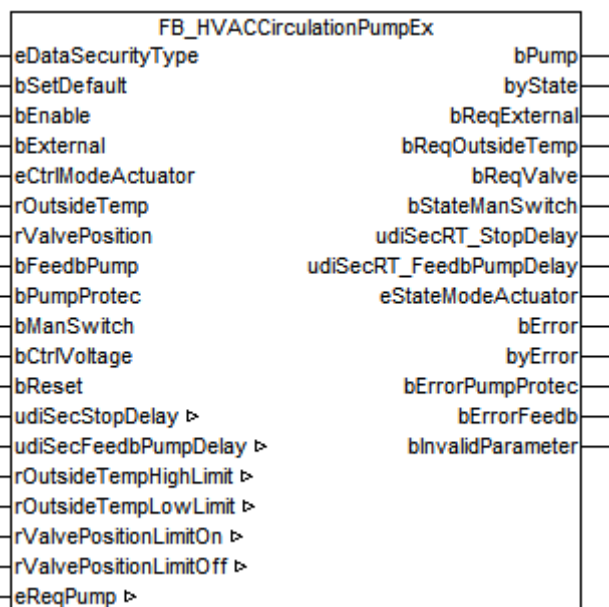 FB_HVACCirculationPumpEx
eDataSecurityType bPump
bSetDefault byState
bEnable bReqExternal
bExternal bReqOutsideTemp
eCtrlModeActuator bReqValve
rOutsideTemp bStateManSwitch
rValvePosition udiSecRT_StopDelay
bFeedbPump udiSecRT_FeedbPumpDelay
bPumpProtec eStateModeActuator
bManSwitch bError
bCtrlVoltage byError
bReset bErrorPumpProtec
udiSecStopDelay ▷ bErrorFeedb
udiSecFeedbPumpDelay ▷ bInvalidParameter
rOutsideTempHighLimit ▷
rOutsideTempLowLimit ▷
rValvePositionLimitOn ▷
rValvePositionLimitOff ▷
eReqPump ▷